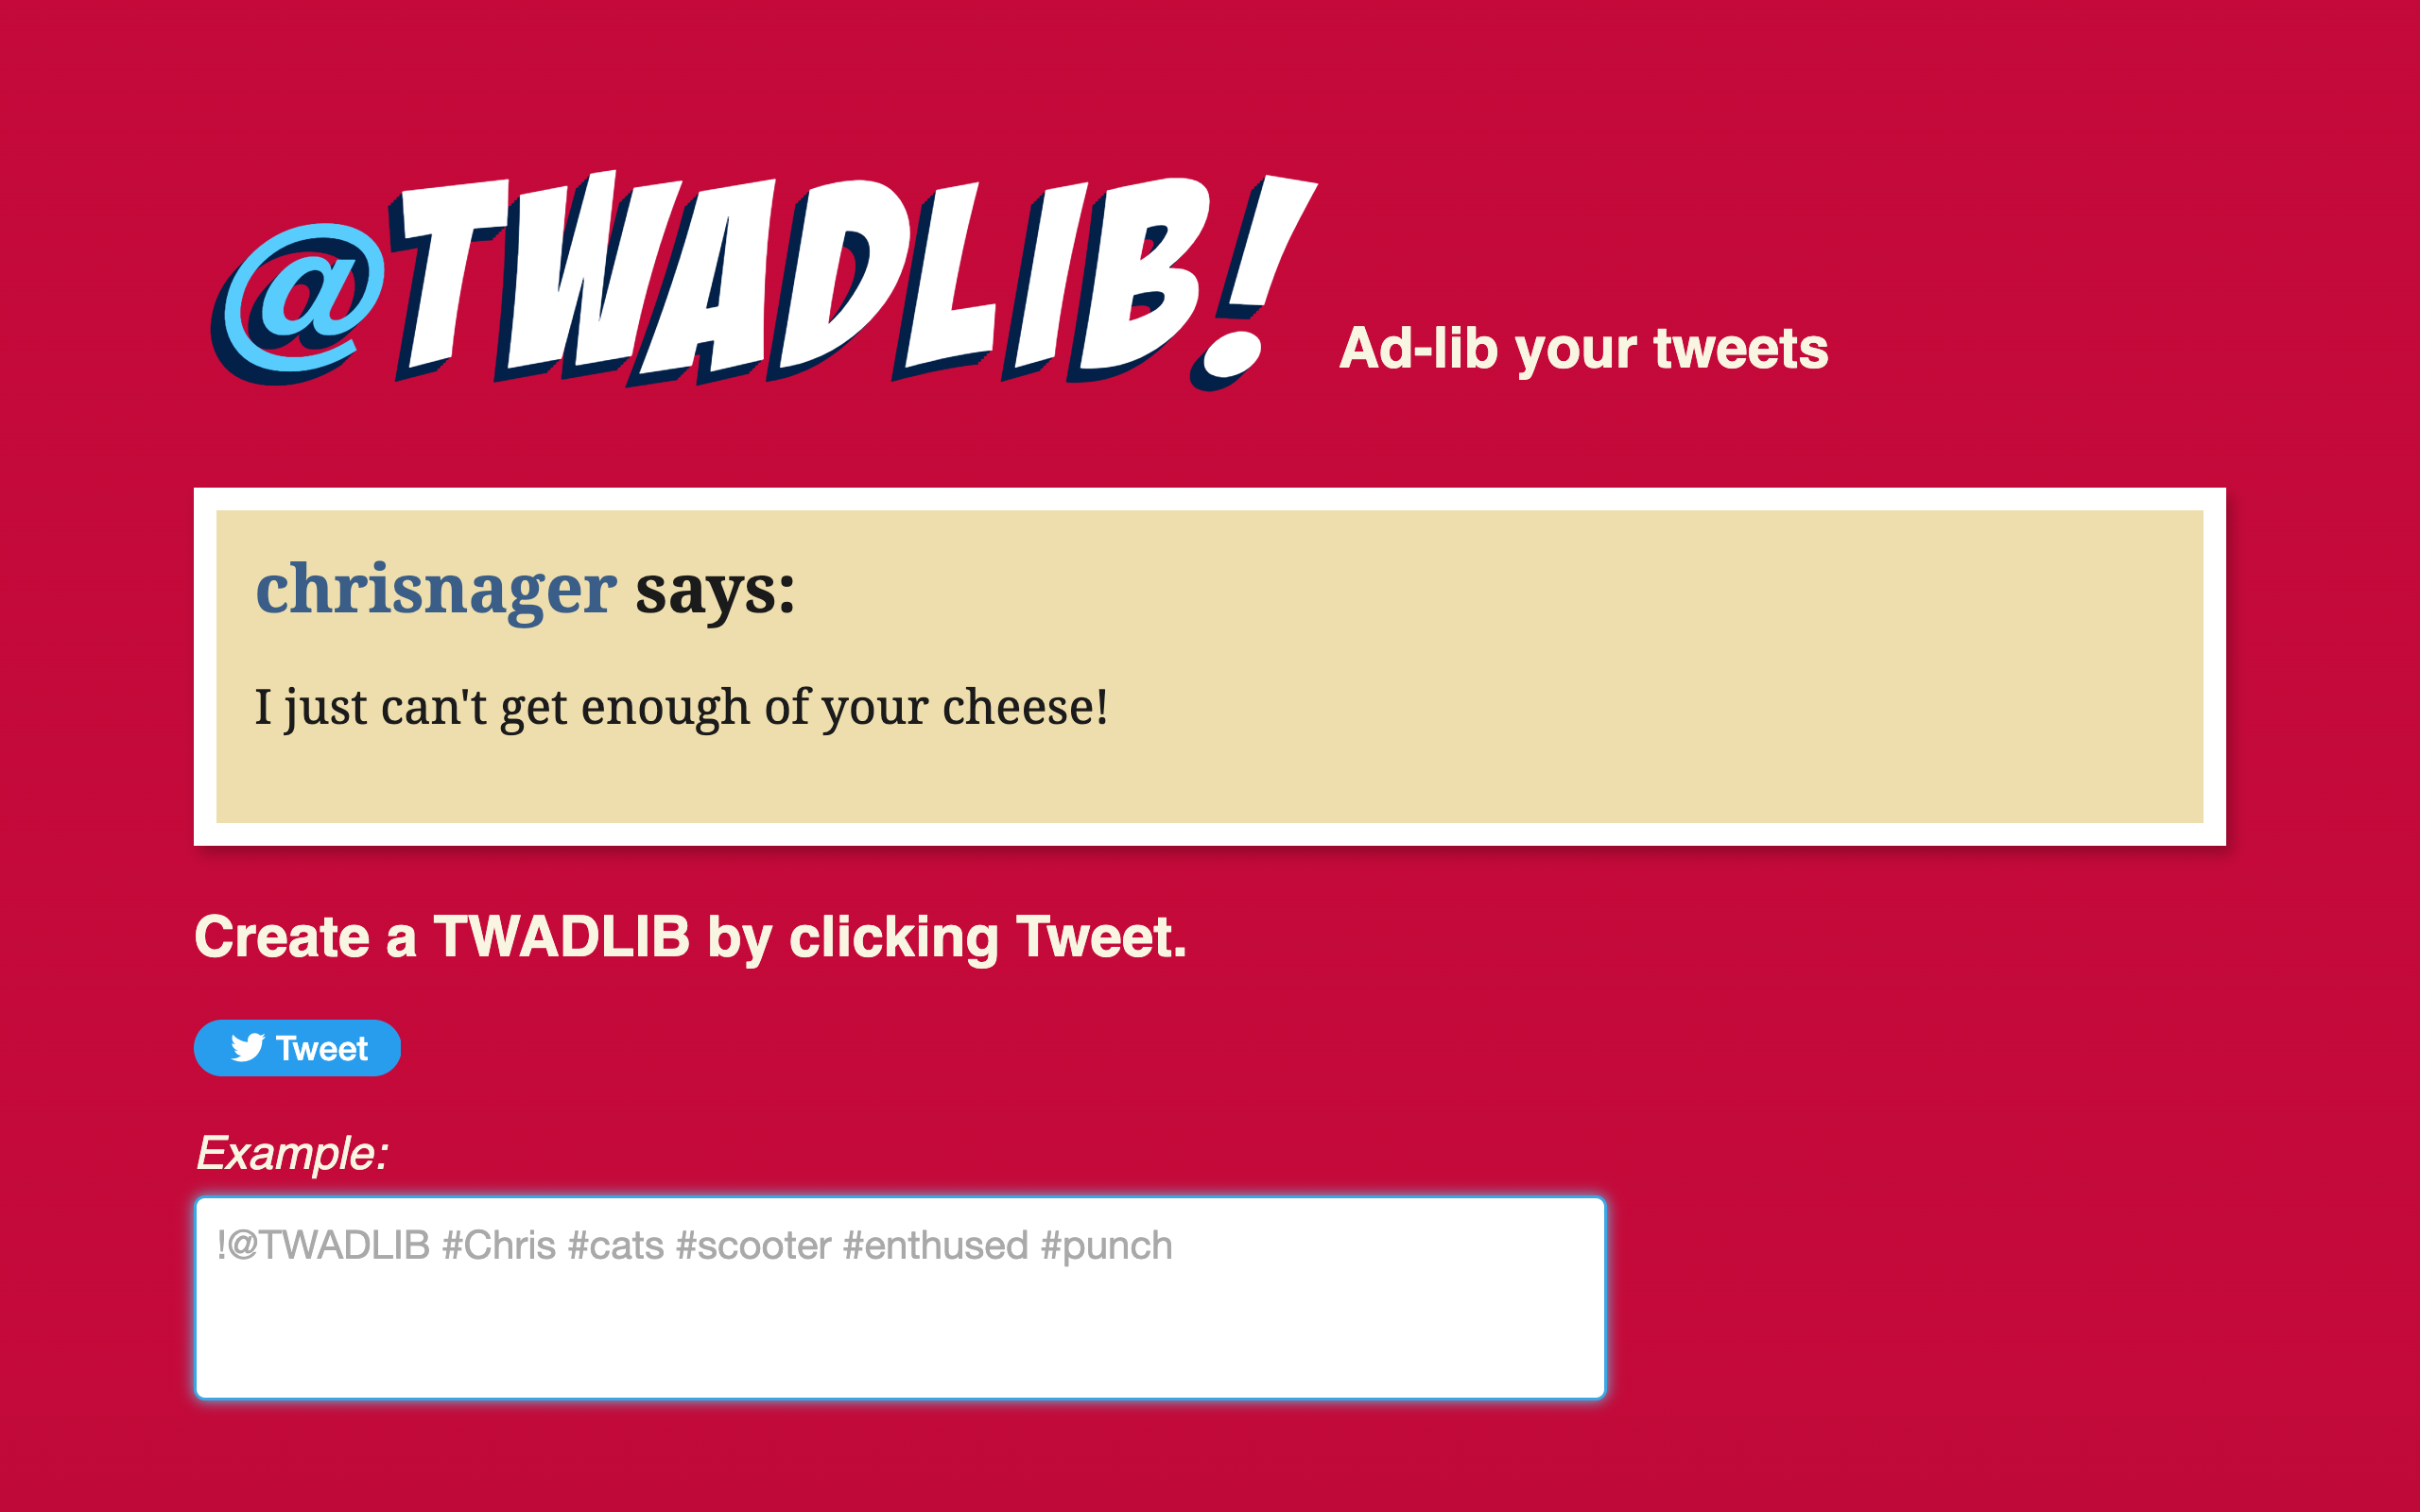 @TWADLIB! Ad-lib your tweets
chrisnager says:
I just can't get enough of your cheese!
Create a TWADLIB by clicking Tweet.
Tweet
Example:
!@TWADLIB #Chris #cats #scooter #enthused #punch